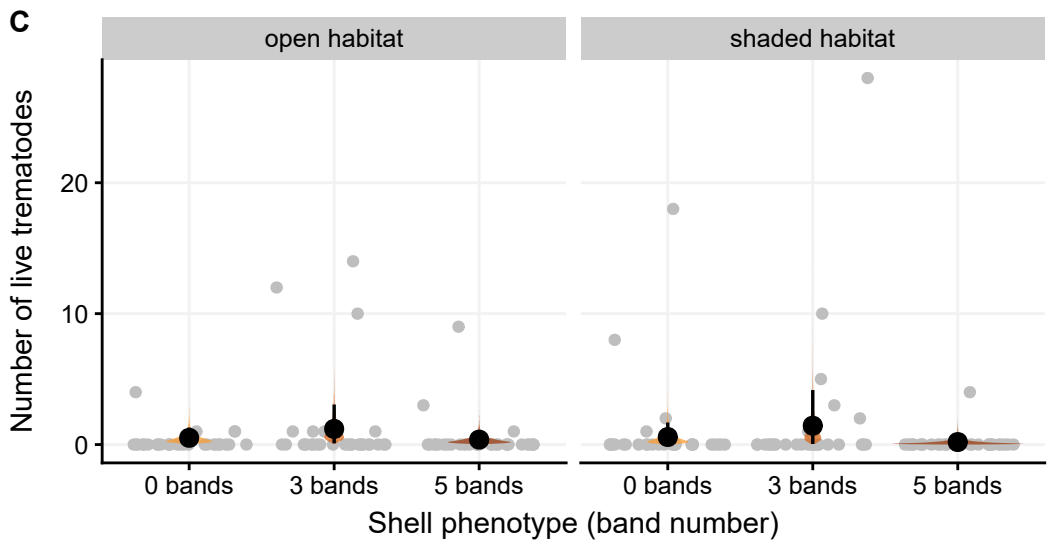 C
open habitat
shaded habitat
Number of live trematodes
20
10
0
0 bands
3 bands
5 bands
0 bands
3 bands
5 bands
Shell phenotype (band number)